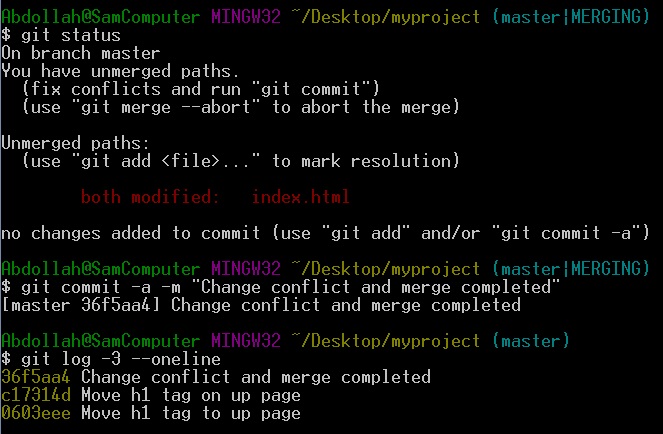 Abdollah@SamComputer MINGW32 ~/Desktop/myproject (master|MERGING)
$ git status
On branch master
You have unmerged paths.
  (fix conflicts and run "git commit")
  (use "git merge --abort" to abort the merge)

Unmerged paths:
  (use "git add <file>..." to mark resolution)

        both modified:   index.html

no changes added to commit (use "git add" and/or "git commit -a")

Abdollah@SamComputer MINGW32 ~/Desktop/myproject (master|MERGING)
$ git commit -a -m "Change conflict and merge completed"
[master 36f5aa4] Change conflict and merge completed

Abdollah@SamComputer MINGW32 ~/Desktop/myproject (master)
$ git log -3 --oneline
36f5aa4 Change conflict and merge completed
c17314d Move h1 tag on up page
0603eee Move h1 tag to up page